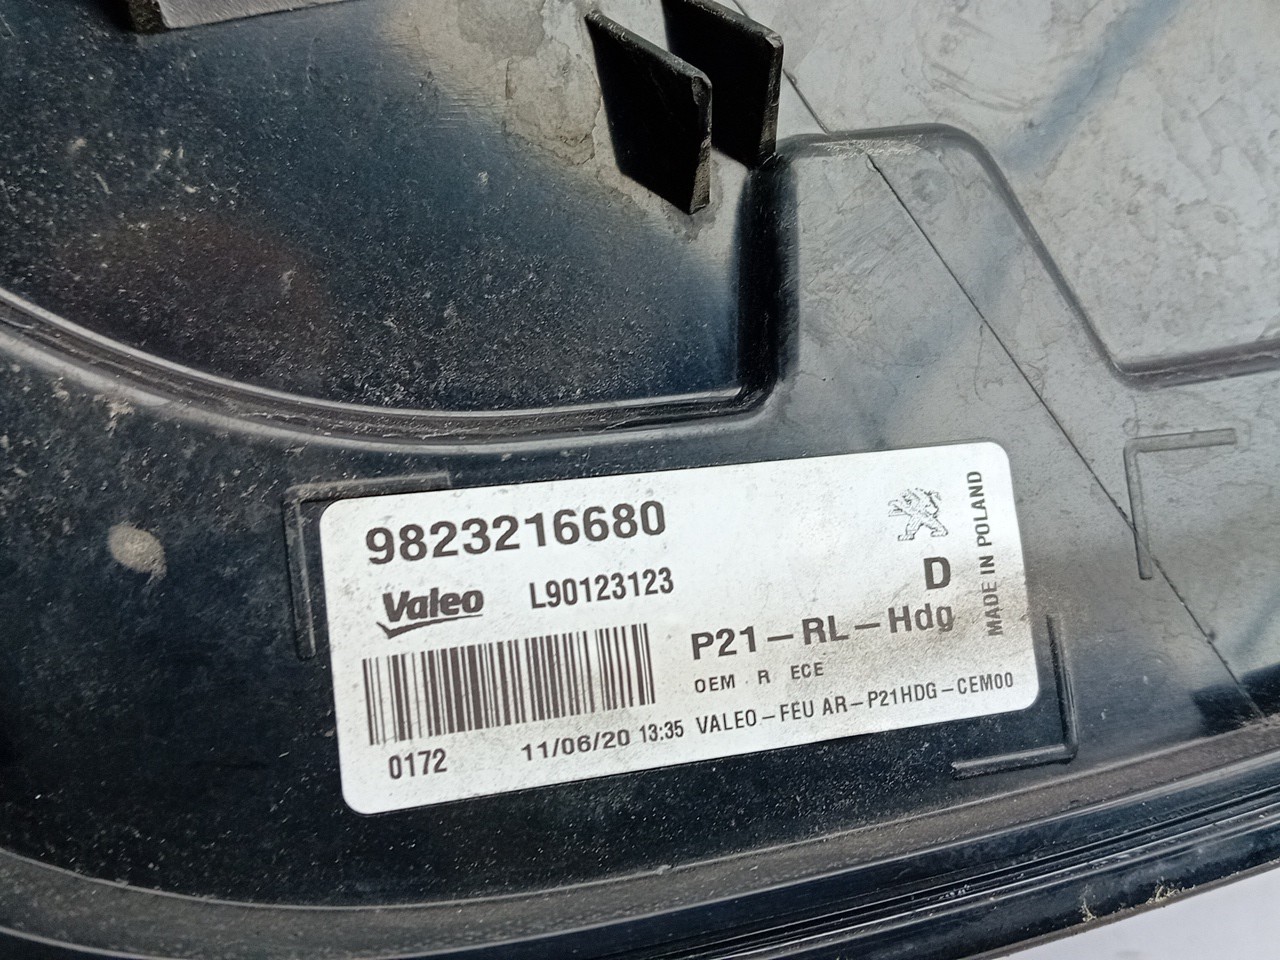 9823216680
Valeo L90123123
D
P21-RL-Hdg
OEM R ECE
0172 11/06/20 13:35 VALEO-FEU AR-P21HDG-CEM00
MADE IN POLAND